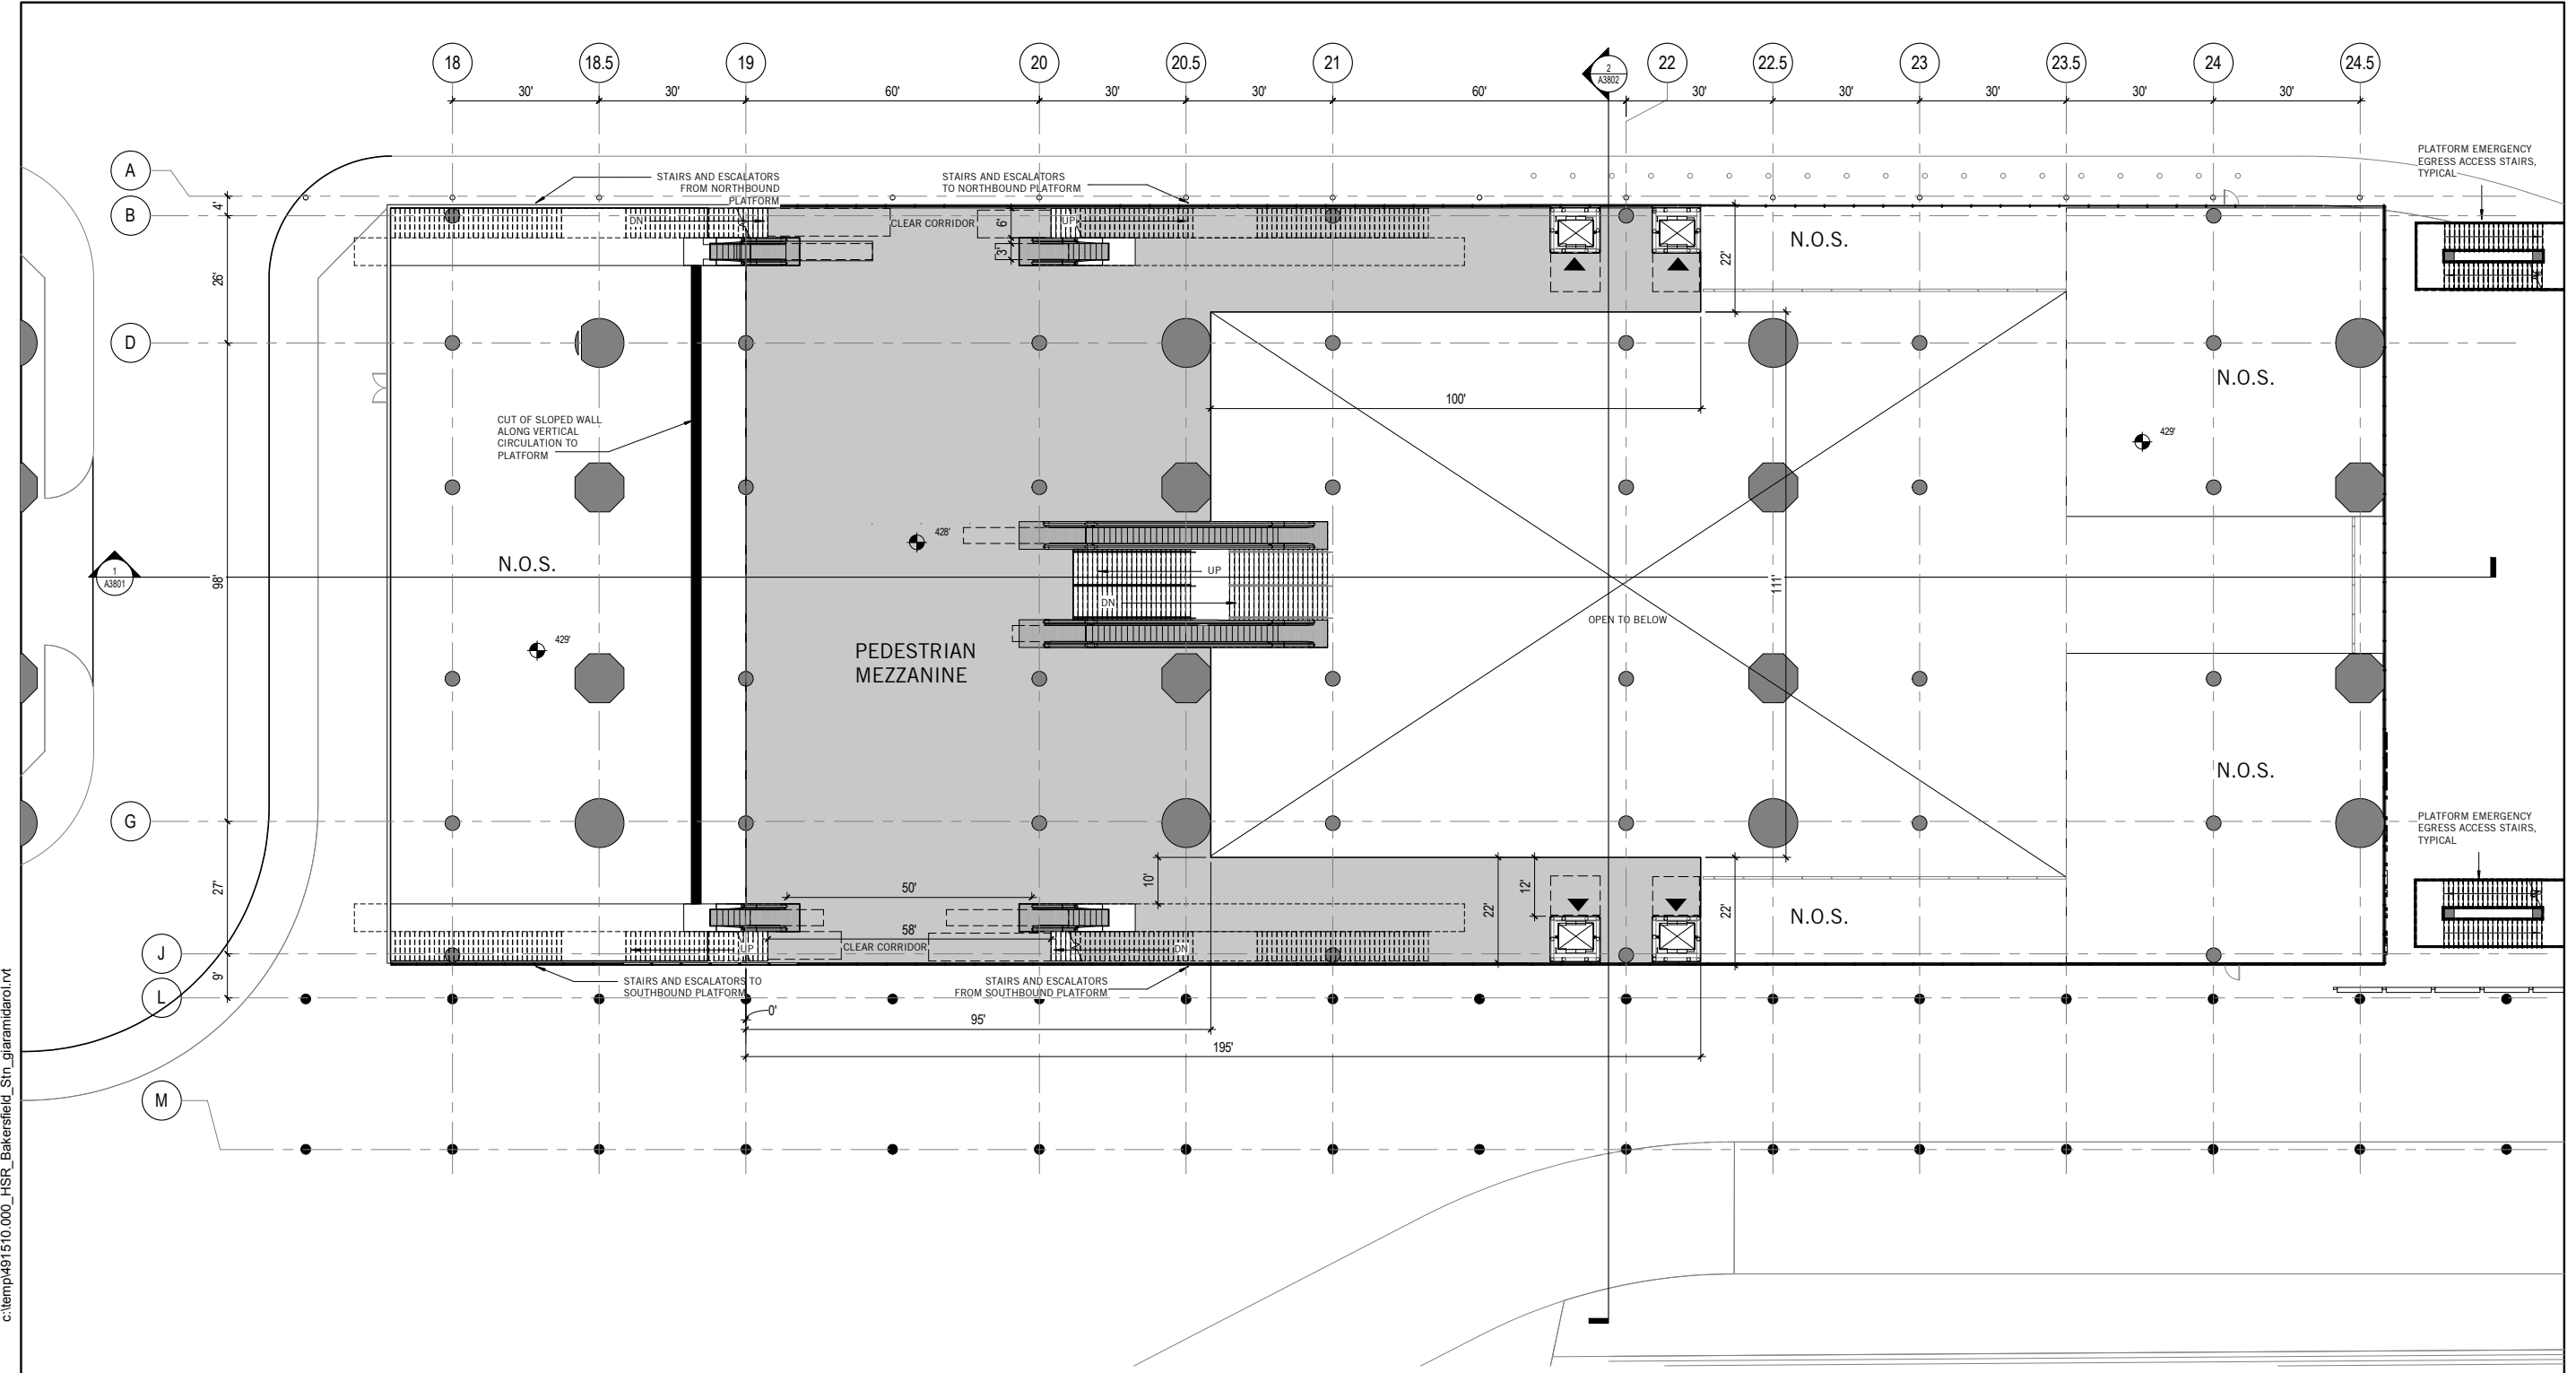 18 18.5 19 20 20.5 21 2 A3802 22 22.5 23 23.5 24 24.5
30' 30' 60' 30' 30' 60' 30' 30' 30' 30' 30'
A
B
D
G
J
L
M
4'
26'
98'
27'
9'
STAIRS AND ESCALATORS
FROM NORTHBOUND
PLATFORM
STAIRS AND ESCALATORS
TO NORTHBOUND PLATFORM
PLATFORM EMERGENCY
EGRESS ACCESS STAIRS,
TYPICAL
DN
CLEAR CORRIDOR
6'
3'
UP
22'
N.O.S.
N.O.S.
429'
100'
CUT OF SLOPED WALL
ALONG VERTICAL
CIRCULATION TO
PLATFORM
428'
N.O.S.
1
A3801
UP
DN
111'
OPEN TO BELOW
429'
PEDESTRIAN
MEZZANINE
N.O.S.
PLATFORM EMERGENCY
EGRESS ACCESS STAIRS,
TYPICAL
50'
10'
22'
12'
22'
N.O.S.
58'
UP
CLEAR CORRIDOR
DN
STAIRS AND ESCALATORS TO
SOUTHBOUND PLATFORM
STAIRS AND ESCALATORS
FROM SOUTHBOUND PLATFORM
0'
95'
195'
c:\temp\491510.000_HSR_Bakersfield_Stn_giaramidarol.rvt